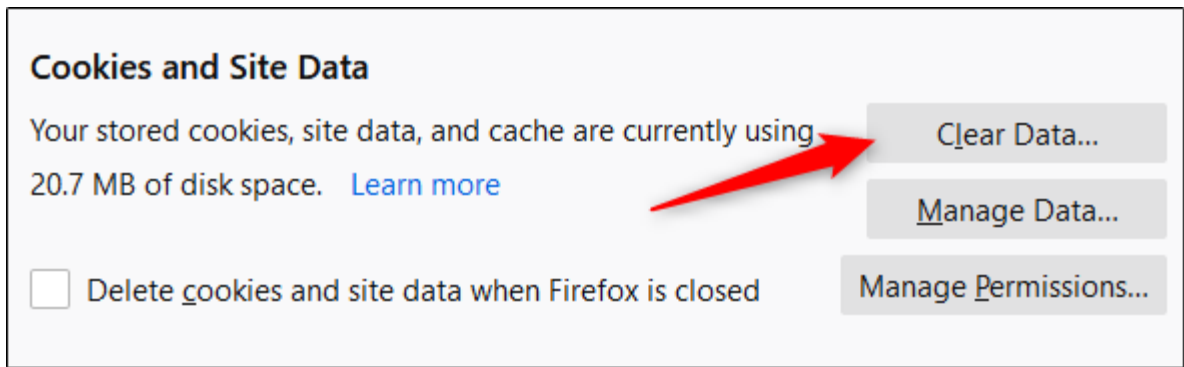 Cookies and Site Data
Your stored cookies, site data, and cache are currently using
20.7 MB of disk space. Learn more
Clear Data...
Manage Data...
Delete cookies and site data when Firefox is closed
Manage Permissions...